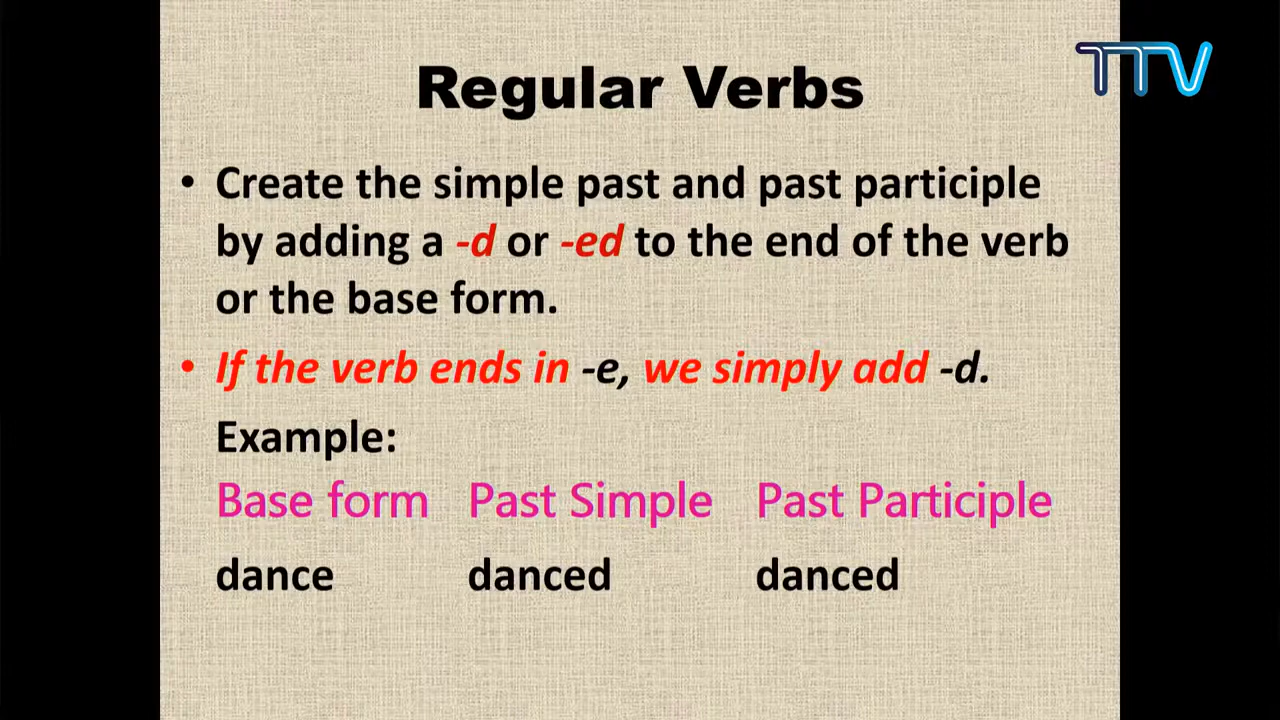 TTV
Regular Verbs
• Create the simple past and past participle
by adding a -d or -ed to the end of the verb
or the base form.
• If the verb ends in -e, we simply add -d.
Example:
Base form Past Simple Past Participle
dance danced danced